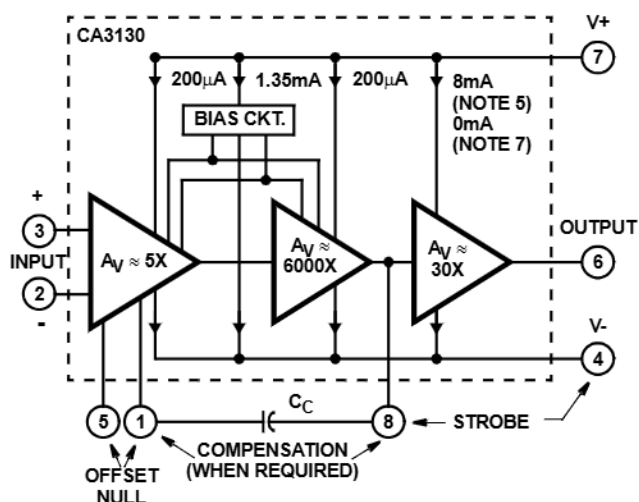 CA3130
V+
7
200µA
1.35mA
200µA
8mA
(NOTE 5)
0mA
(NOTE 7)
BIAS CKT.
+
3
INPUT
2
-
AV ≈ 5X
AV ≈
6000X
AV ≈
30X
OUTPUT
6
V-
4
CC
5
1
8
STROBE
OFFSET
NULL
COMPENSATION
(WHEN REQUIRED)